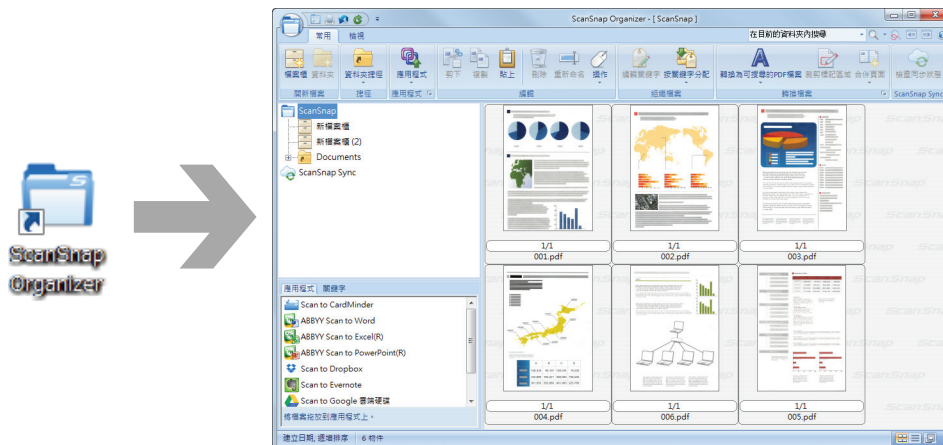 ScanSnap
Organizer
ScanSnap Organizer - [ ScanSnap ]
常用 檢視
在目前的資料夾內搜尋
檔案櫃 資料夾 資料夾捷徑 應用程式 剪下 複製 貼上 刪除 重新命名 操作 編輯關鍵字 按關鍵字分配 轉換為可搜尋的PDF檔案 裁剪標記區域 合併頁面 檢查同步狀態
開新檔案 捷徑 應用程式 編輯 組織檔案 轉換檔案 ScanSnap Sync
ScanSnap
新檔案櫃
新檔案櫃 (2)
Documents
ScanSnap Sync
1/1 1/1 1/1
001.pdf 002.pdf 003.pdf
應用程式 關鍵字
Scan to CardMinder
ABBYY Scan to Word
ABBYY Scan to Excel(R)
ABBYY Scan to PowerPoint(R)
Scan to Dropbox
Scan to Evernote
Scan to Google 雲端硬碟
將檔案拖放到應用程式上。
1/1 1/1 1/1
004.pdf 006.pdf 005.pdf
建立日期, 遞增排序 6 物件